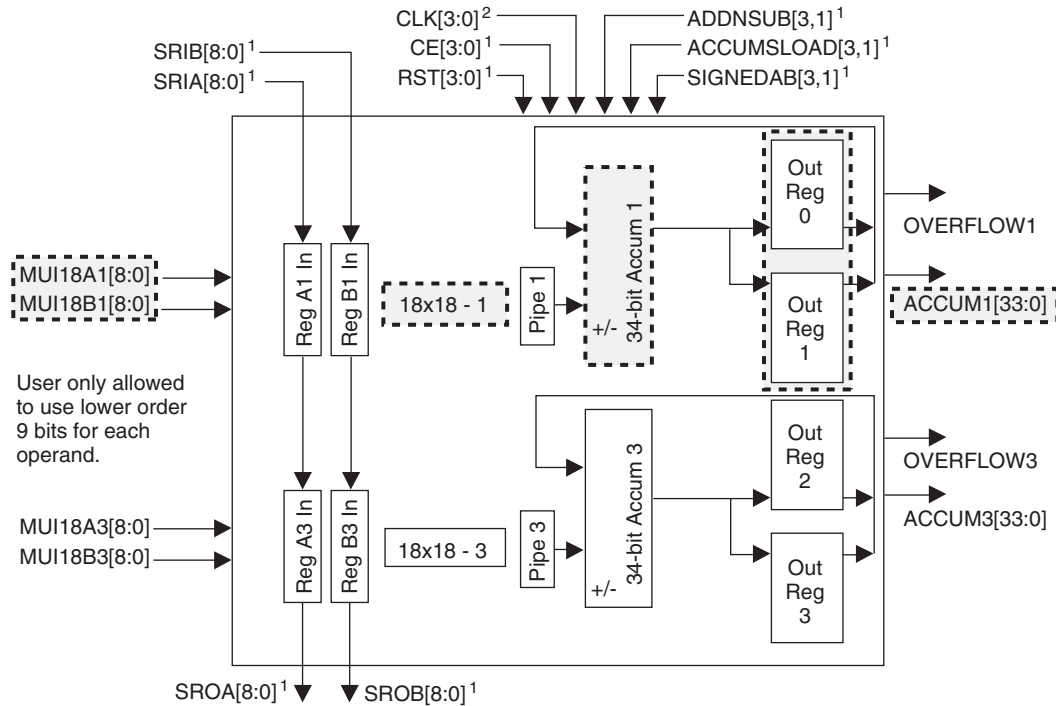 CLK[3:0]²
CE[3:0]¹
RST[3:0]¹
ADDNSUB[3,1]¹
ACCUMSLOAD[3,1]¹
SIGNEDAB[3,1]¹
SRIB[8:0]¹
SRIA[8:0]¹
MUI18A1[8:0]
MUI18B1[8:0]
Reg A1 In
Reg B1 In
18x18 - 1
Pipe 1
+/-
34-bit Accum 1
Out
Reg
0
Out
Reg
1
OVERFLOW1
ACCUM1[33:0]
User only allowed
to use lower order
9 bits for each
operand.
MUI18A3[8:0]
MUI18B3[8:0]
Reg A3 In
Reg B3 In
18x18 - 3
Pipe 3
+/-
34-bit Accum 3
Out
Reg
2
Out
Reg
3
OVERFLOW3
ACCUM3[33:0]
SROA[8:0]¹
SROB[8:0]¹